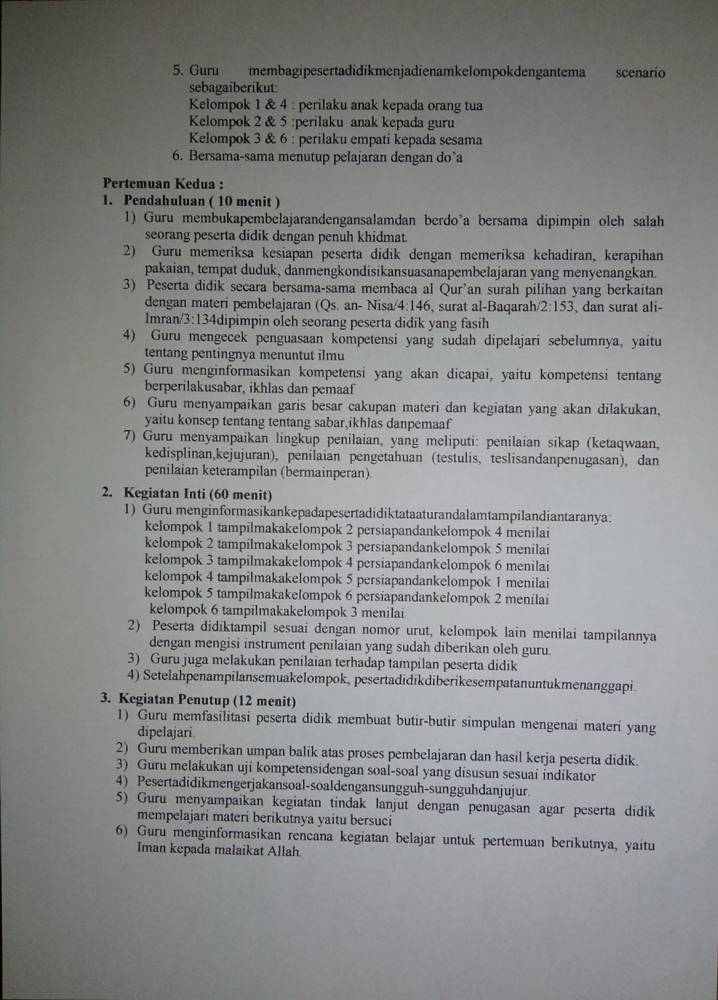 5. Guru membagipesertadidikmenjadienamkelompokdengantema scenario
sebagaiberikut:
Kelompok 1 & 4 : perilaku anak kepada orang tua
Kelompok 2 & 5 :perilaku anak kepada guru
Kelompok 3 & 6 : perilaku empati kepada sesama
6. Bersama-sama menutup pelajaran dengan do’a
Pertemuan Kedua :
1. Pendahuluan ( 10 menit )
1) Guru membukapembelajarandengansalamdan berdo’a bersama dipimpin oleh salah
seorang peserta didik dengan penuh khidmat.
2) Guru memeriksa kesiapan peserta didik dengan memeriksa kehadiran, kerapihan
pakaian, tempat duduk, danmengkondisikansuasanapembelajaran yang menyenangkan.
3) Peserta didik secara bersama-sama membaca al Qur’an surah pilihan yang berkaitan
dengan materi pembelajaran (Qs. an- Nisa/4:146, surat al-Baqarah/2:153, dan surat ali-
Imran/3:134dipimpin oleh seorang peserta didik yang fasih
4) Guru mengecek penguasaan kompetensi yang sudah dipelajari sebelumnya, yaitu
tentang pentingnya menuntut ilmu
5) Guru menginformasikan kompetensi yang akan dicapai, yaitu kompetensi tentang
berperilakusabar, ikhlas dan pemaaf
6) Guru menyampaikan garis besar cakupan materi dan kegiatan yang akan dilakukan,
yaitu konsep tentang tentang sabar,ikhlas danpemaaf
7) Guru menyampaikan lingkup penilaian, yang meliputi: penilaian sikap (ketaqwaan,
kedisplinan,kejujuran), penilaian pengetahuan (testulis, teslisandanpenugasan), dan
penilaian keterampilan (bermainperan).
2. Kegiatan Inti (60 menit)
1) Guru menginformasikankepadapesertadidiktataaturandalamtampilandiantaranya:
kelompok 1 tampilmakakelompok 2 persiapandankelompok 4 menilai
kelompok 2 tampilmakakelompok 3 persiapandankelompok 5 menilai
kelompok 3 tampilmakakelompok 4 persiapandankelompok 6 menilai
kelompok 4 tampilmakakelompok 5 persiapandankelompok 1 menilai
kelompok 5 tampilmakakelompok 6 persiapandankelompok 2 menilai
kelompok 6 tampilmakakelompok 3 menilai
2) Peserta didiktampil sesuai dengan nomor urut, kelompok lain menilai tampilannya
dengan mengisi instrument penilaian yang sudah diberikan oleh guru.
3) Guru juga melakukan penilaian terhadap tampilan peserta didik
4) Setelahpenampilansemuakelompok, pesertadidikdiberikesempatanuntukmenanggapi.
3. Kegiatan Penutup (12 menit)
1) Guru memfasilitasi peserta didik membuat butir-butir simpulan mengenai materi yang
dipelajari.
2) Guru memberikan umpan balik atas proses pembelajaran dan hasil kerja peserta didik.
3) Guru melakukan uji kompetensidengan soal-soal yang disusun sesuai indikator
4) Pesertadidikmengerjakansoal-soaldengansungguh-sungguhdanjujur.
5) Guru menyampaikan kegiatan tindak lanjut dengan penugasan agar peserta didik
mempelajari materi berikutnya yaitu bersuci
6) Guru menginformasikan rencana kegiatan belajar untuk pertemuan berikutnya, yaitu
Iman kepada malaikat Allah.